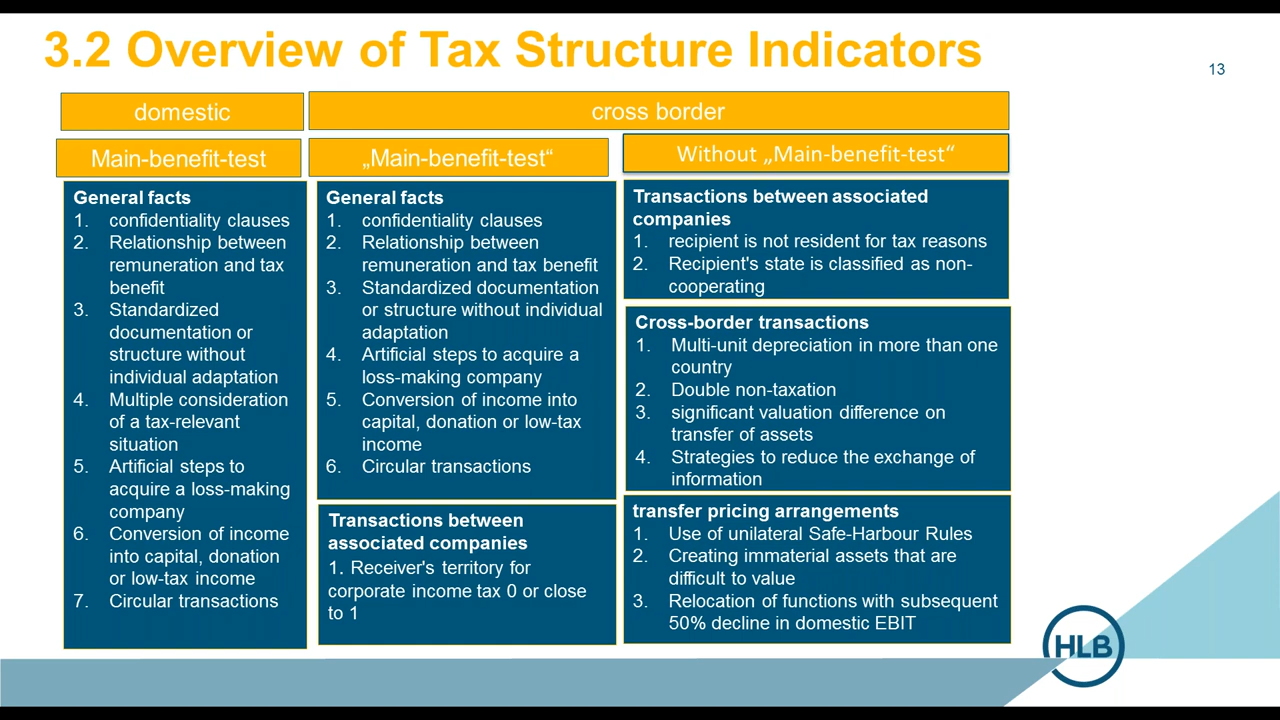 3.2 Overview of Tax Structure Indicators
13
domestic
cross border
Main-benefit-test
„Main-benefit-test“
Without „Main-benefit-test“
General facts
1. confidentiality clauses
2. Relationship between
remuneration and tax
benefit
3. Standardized
documentation or
structure without
individual adaptation
4. Multiple consideration
of a tax-relevant
situation
5. Artificial steps to
acquire a loss-making
company
6. Conversion of income
into capital, donation
or low-tax income
7. Circular transactions
General facts
1. confidentiality clauses
2. Relationship between
remuneration and tax benefit
3. Standardized documentation
or structure without individual
adaptation
4. Artificial steps to acquire a
loss-making company
5. Conversion of income into
capital, donation or low-tax
income
6. Circular transactions
Transactions between
associated companies
1. Receiver's territory for
corporate income tax 0 or close
to 1
Transactions between associated
companies
1. recipient is not resident for tax reasons
2. Recipient's state is classified as non-
cooperating
Cross-border transactions
1. Multi-unit depreciation in more than one
country
2. Double non-taxation
3. significant valuation difference on
transfer of assets
4. Strategies to reduce the exchange of
information
transfer pricing arrangements
1. Use of unilateral Safe-Harbour Rules
2. Creating immaterial assets that are
difficult to value
3. Relocation of functions with subsequent
50% decline in domestic EBIT
HLB